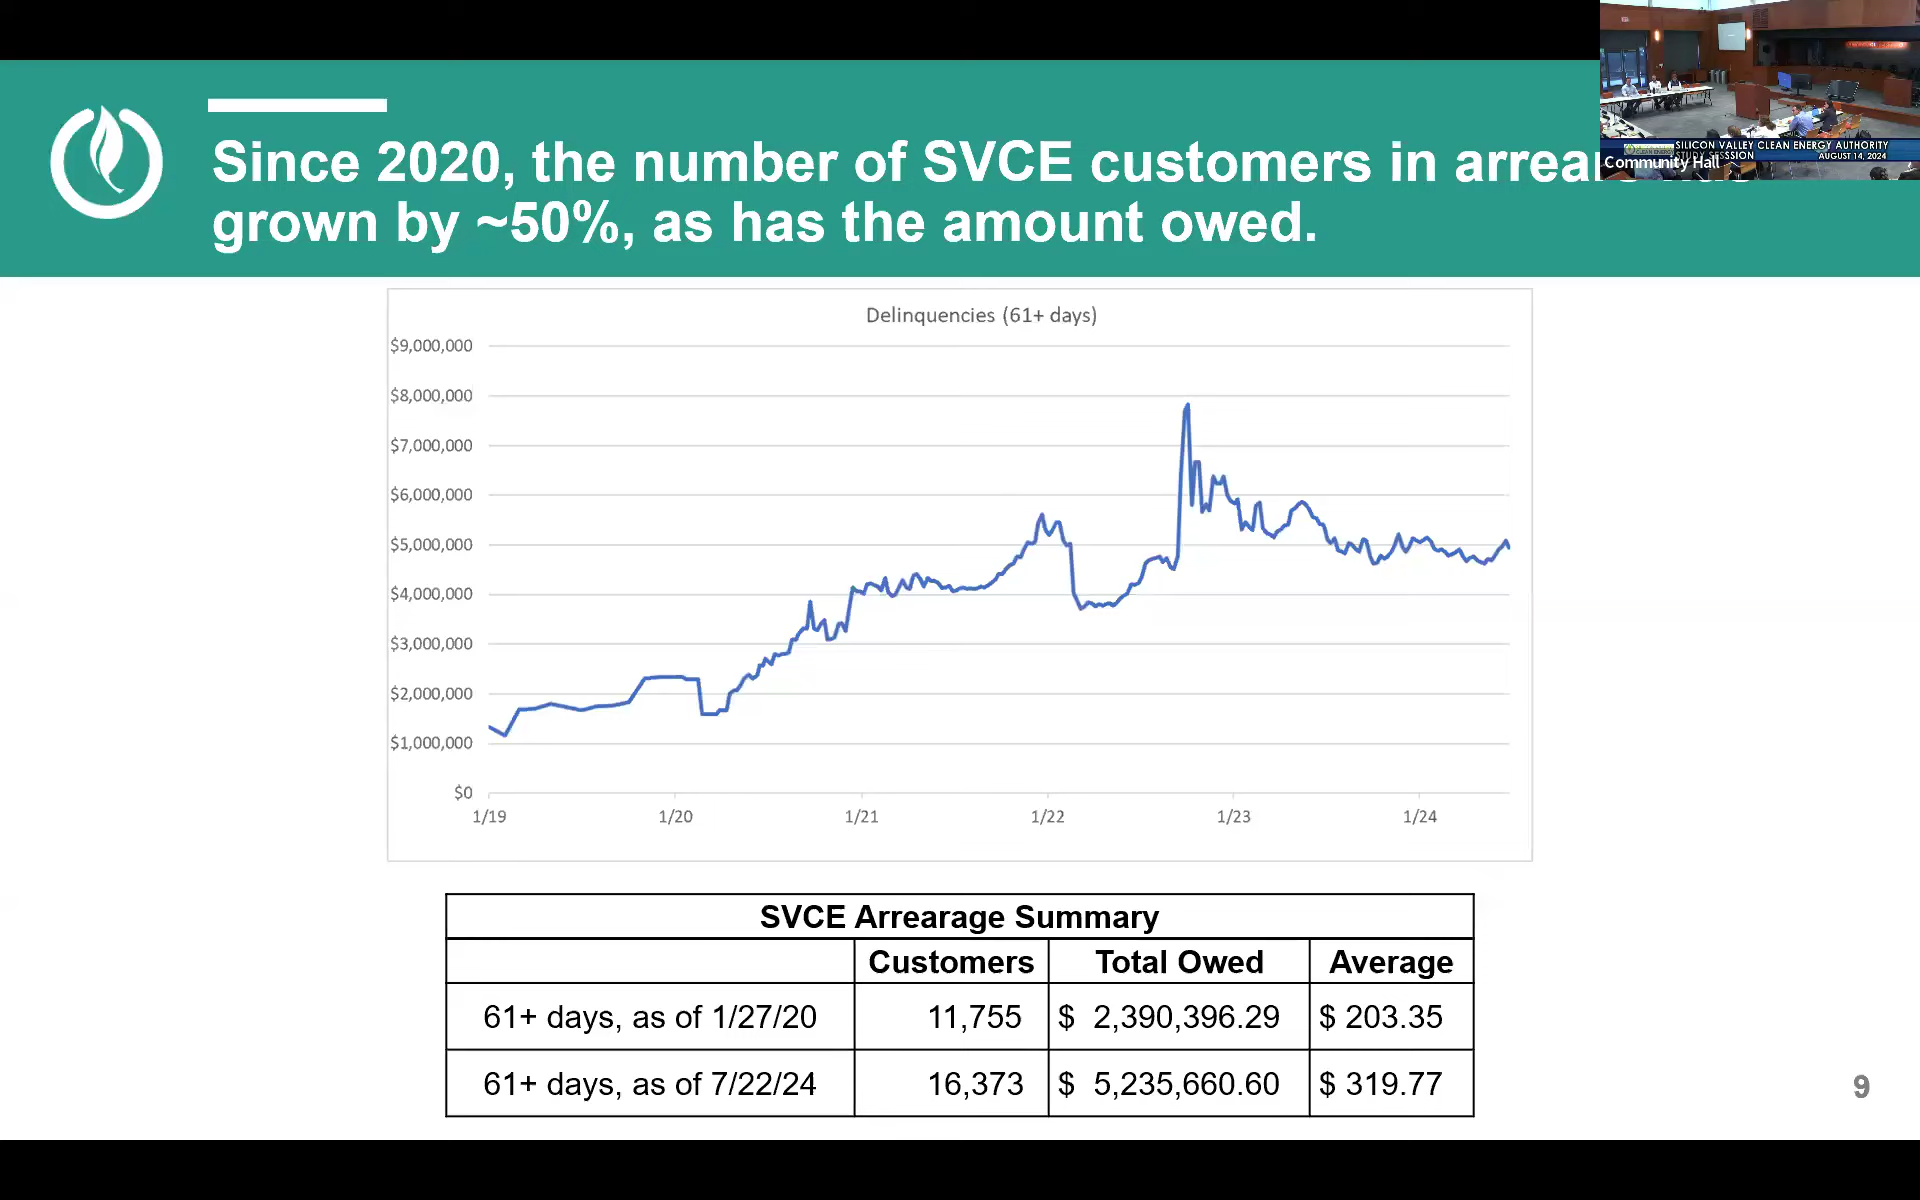 Since 2020, the number of SVCE customers in arrea
grown by ~50%, as has the amount owed.
SILICON VALLEY CLEAN ENERGY AUTHORITY
AUGUST 14, 2024
Community Hall
Delinquencies (61+ days)
$9,000,000
$8,000,000
$7,000,000
$6,000,000
$5,000,000
$4,000,000
$3,000,000
$2,000,000
$1,000,000
$0
1/19 1/20 1/21 1/22 1/23 1/24
SVCE Arrearage Summary
Customers Total Owed Average
61+ days, as of 1/27/20 11,755 $ 2,390,396.29 $ 203.35
61+ days, as of 7/22/24 16,373 $ 5,235,660.60 $ 319.77
9